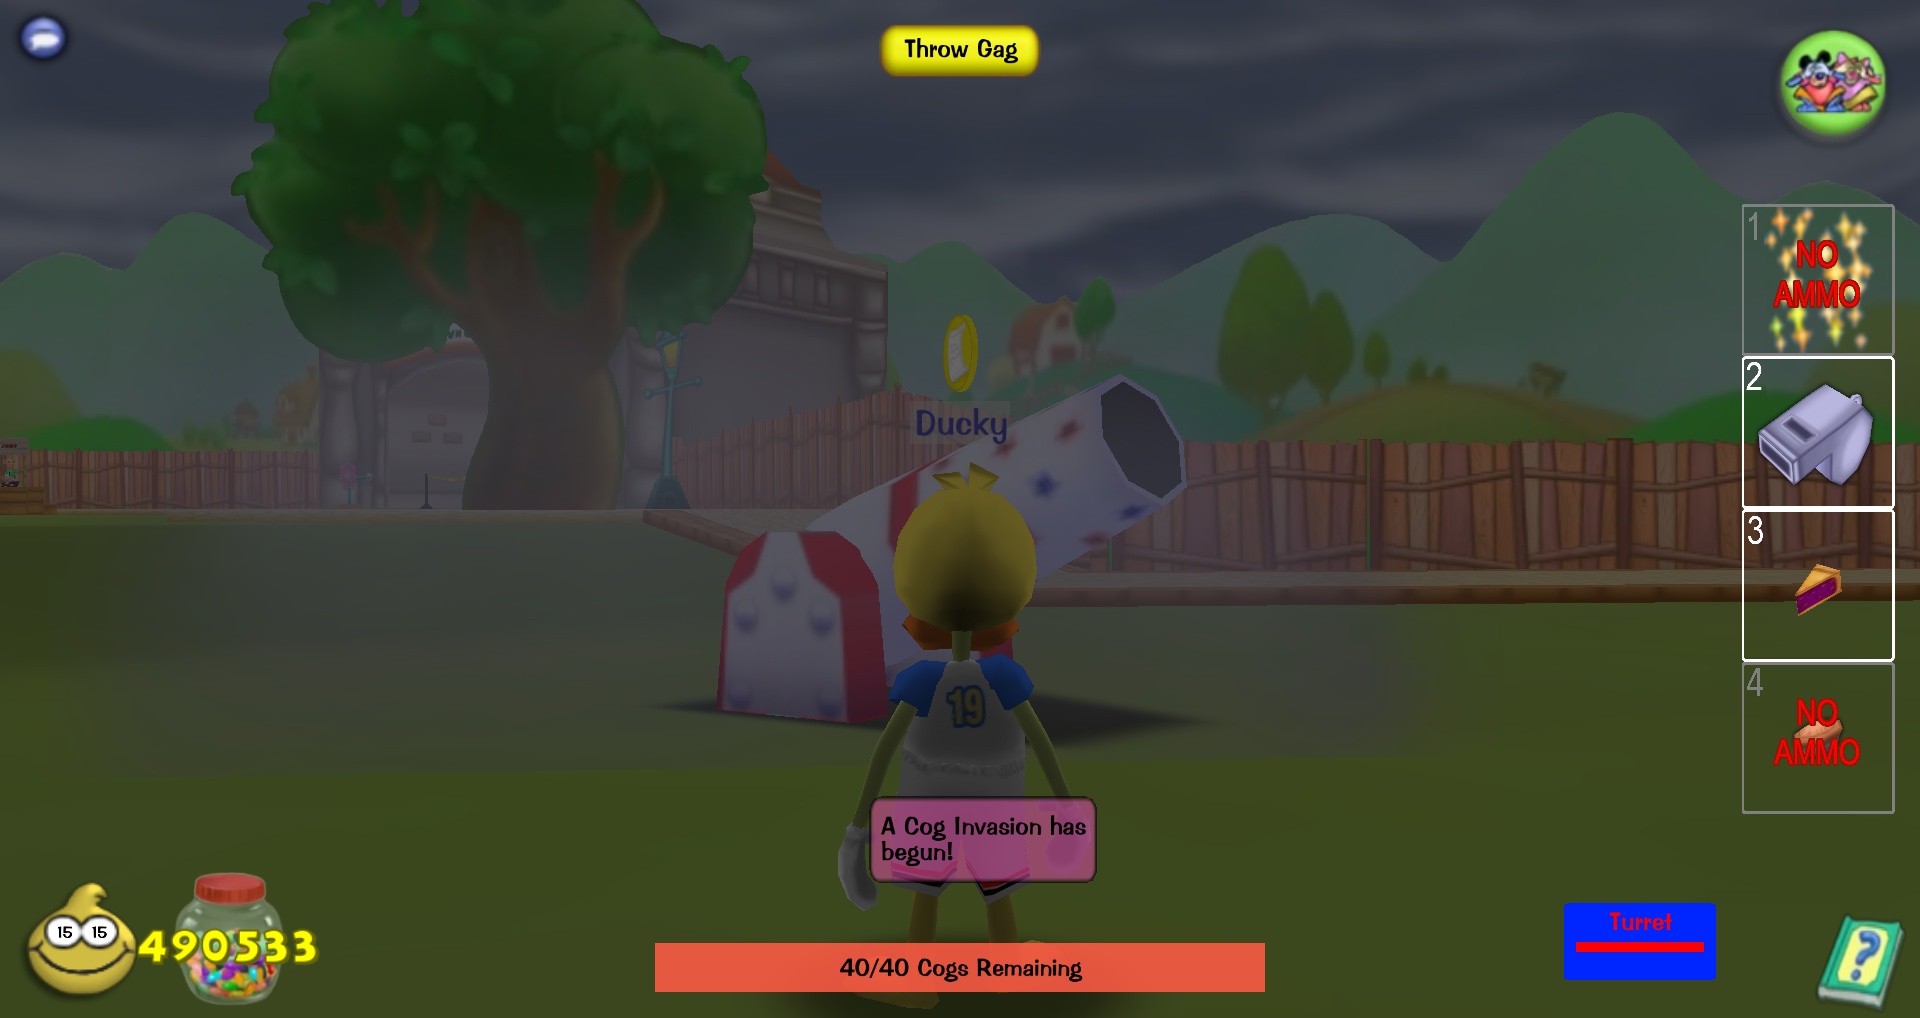 Throw Gag
1
NO
AMMO
2
Ducky
3
19
4
NO
AMMO
A Cog Invasion has
begun!
15 15
490533
40/40 Cogs Remaining
Turret
?